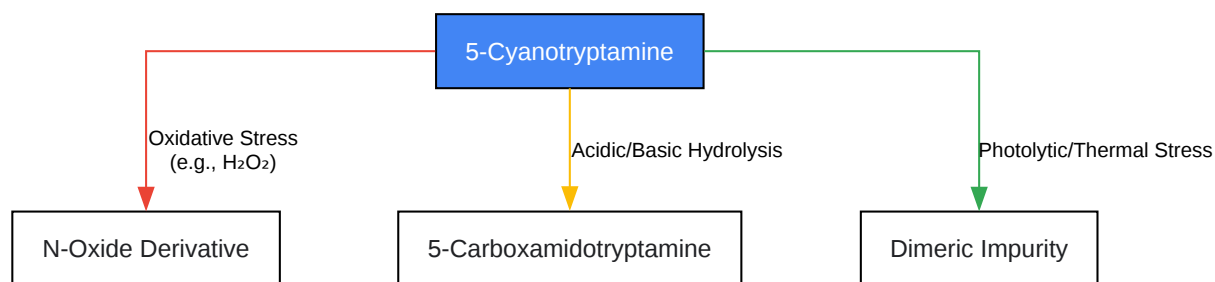 5-Cyanotryptamine
Oxidative Stress
(e.g., H₂O₂)
Acidic/Basic Hydrolysis
Photolytic/Thermal Stress
N-Oxide Derivative
5-Carboxamidotryptamine
Dimeric Impurity